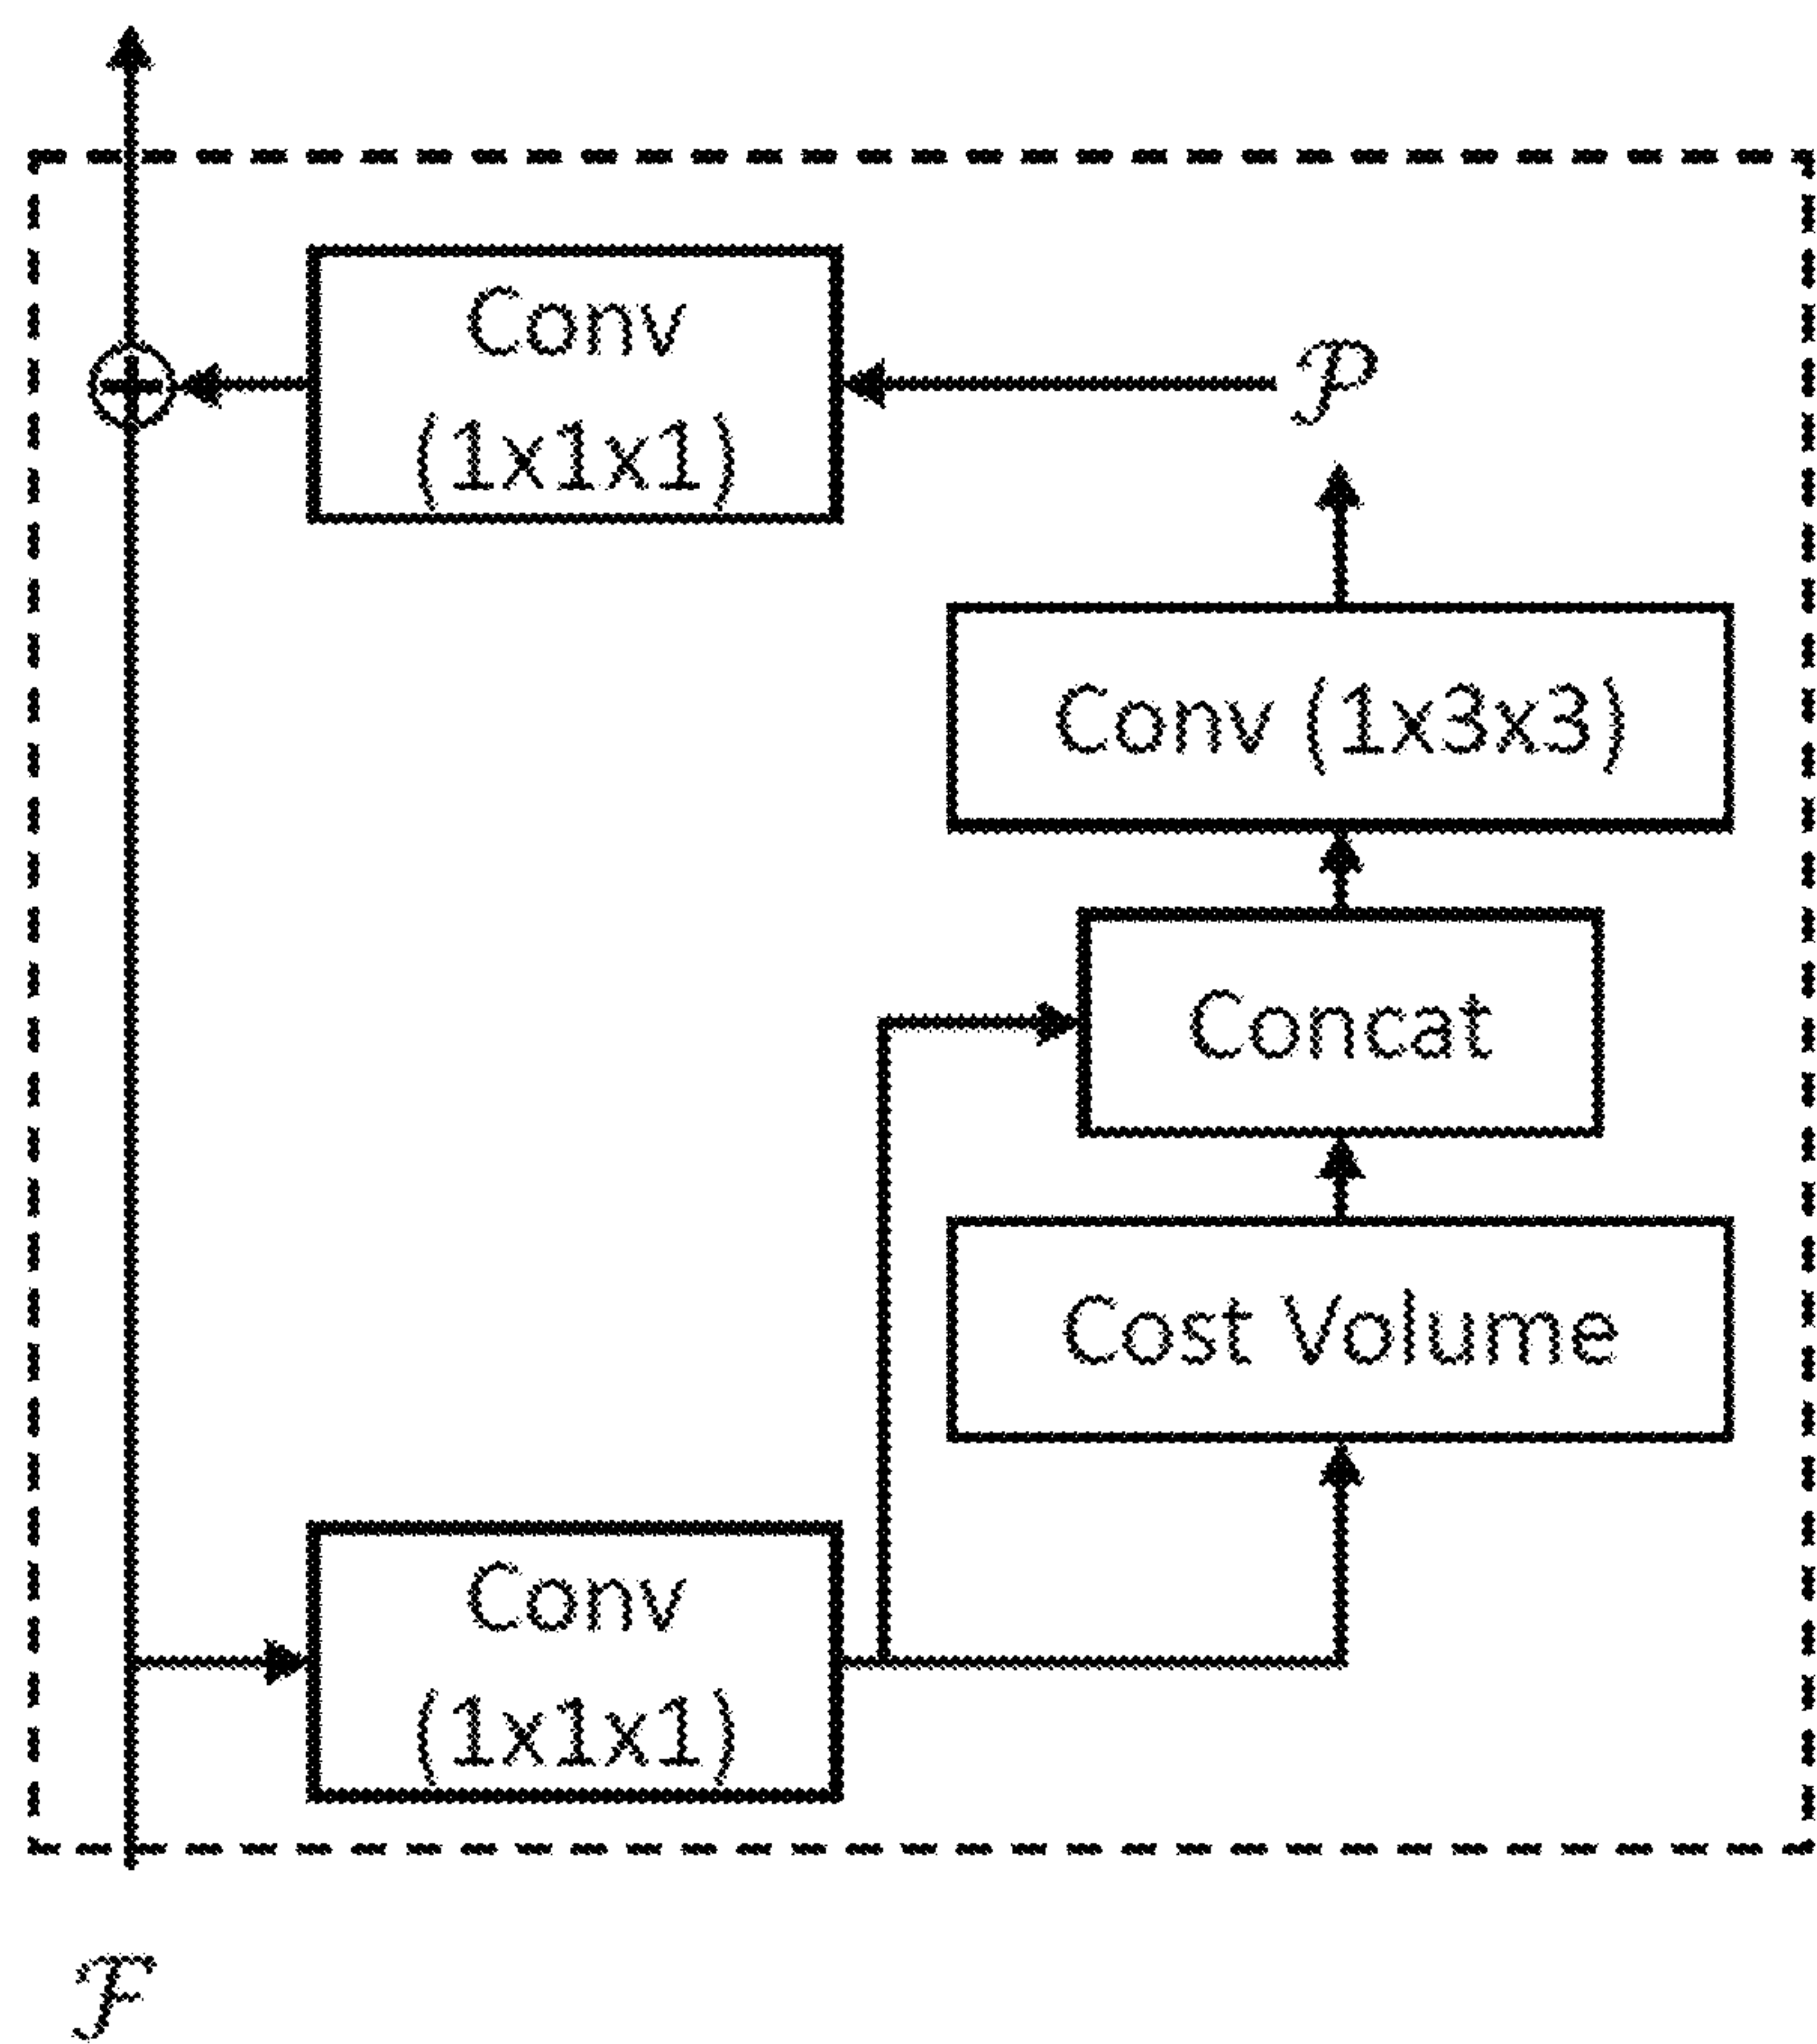 Conv
(1x1x1)
𝒫
Conv (1x3x3)
Concat
Cost Volume
Conv
(1x1x1)
ℱ